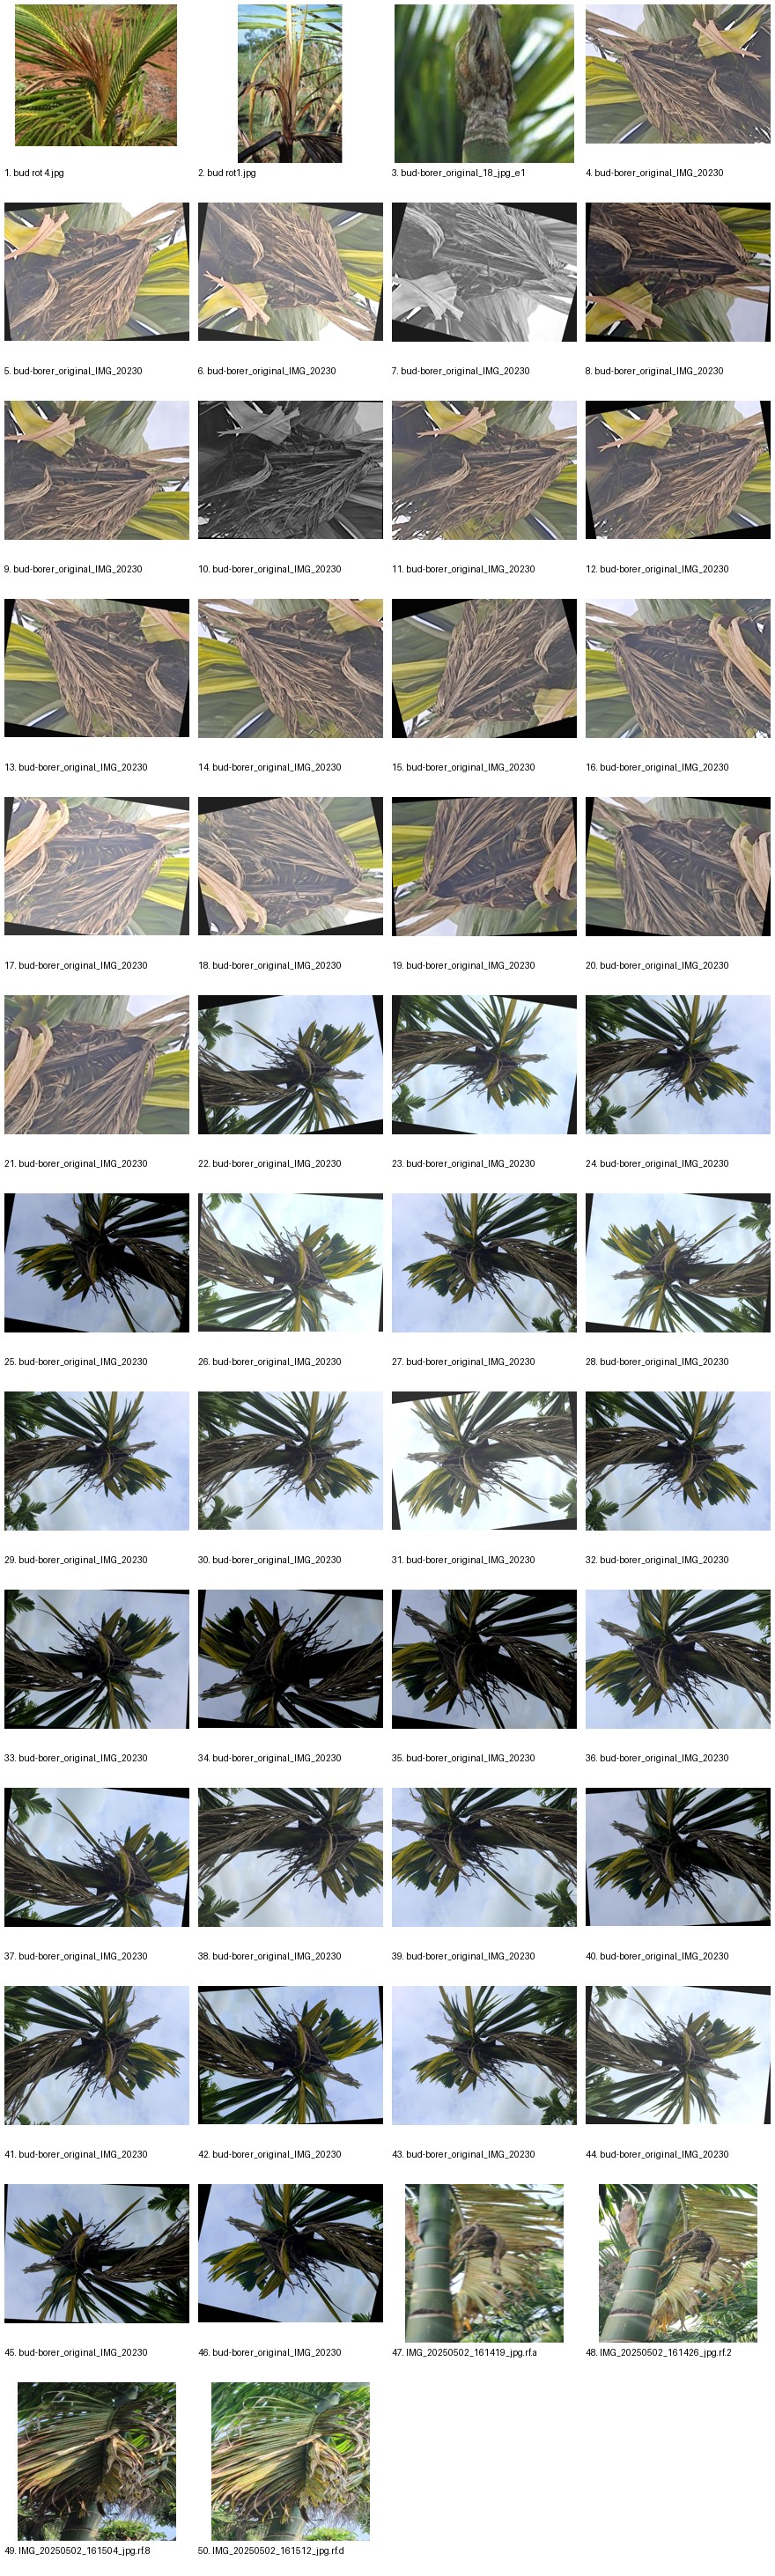 1. bud rot 4.jpg
2. bud rot1.jpg
3. bud-borer_original_18_jpg_e1
4. bud-borer_original_IMG_20230
5. bud-borer_original_IMG_20230
6. bud-borer_original_IMG_20230
7. bud-borer_original_IMG_20230
8. bud-borer_original_IMG_20230
9. bud-borer_original_IMG_20230
10. bud-borer_original_IMG_20230
11. bud-borer_original_IMG_20230
12. bud-borer_original_IMG_20230
13. bud-borer_original_IMG_20230
14. bud-borer_original_IMG_20230
15. bud-borer_original_IMG_20230
16. bud-borer_original_IMG_20230
17. bud-borer_original_IMG_20230
18. bud-borer_original_IMG_20230
19. bud-borer_original_IMG_20230
20. bud-borer_original_IMG_20230
21. bud-borer_original_IMG_20230
22. bud-borer_original_IMG_20230
23. bud-borer_original_IMG_20230
24. bud-borer_original_IMG_20230
25. bud-borer_original_IMG_20230
26. bud-borer_original_IMG_20230
27. bud-borer_original_IMG_20230
28. bud-borer_original_IMG_20230
29. bud-borer_original_IMG_20230
30. bud-borer_original_IMG_20230
31. bud-borer_original_IMG_20230
32. bud-borer_original_IMG_20230
33. bud-borer_original_IMG_20230
34. bud-borer_original_IMG_20230
35. bud-borer_original_IMG_20230
36. bud-borer_original_IMG_20230
37. bud-borer_original_IMG_20230
38. bud-borer_original_IMG_20230
39. bud-borer_original_IMG_20230
40. bud-borer_original_IMG_20230
41. bud-borer_original_IMG_20230
42. bud-borer_original_IMG_20230
43. bud-borer_original_IMG_20230
44. bud-borer_original_IMG_20230
45. bud-borer_original_IMG_20230
46. bud-borer_original_IMG_20230
47. IMG_20250502_161419_jpg.rf.a
48. IMG_20250502_161426_jpg.rf.2
49. IMG_20250502_161504_jpg.rf.8
50. IMG_20250502_161512_jpg.rf.d